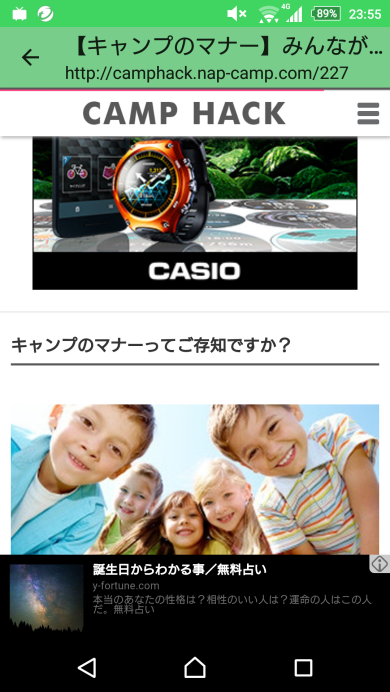 4G
89%
23:55
【キャンプのマナー】みんなが…
http://camphack.nap-camp.com/227
CAMP HACK
CASIO
キャンプのマナーってご存知ですか？
誕生日からわかる事／無料占い
y-fortune.com
本当のあなたの性格は？相性のいい人は？運命の人はこの人
だ。無料占い